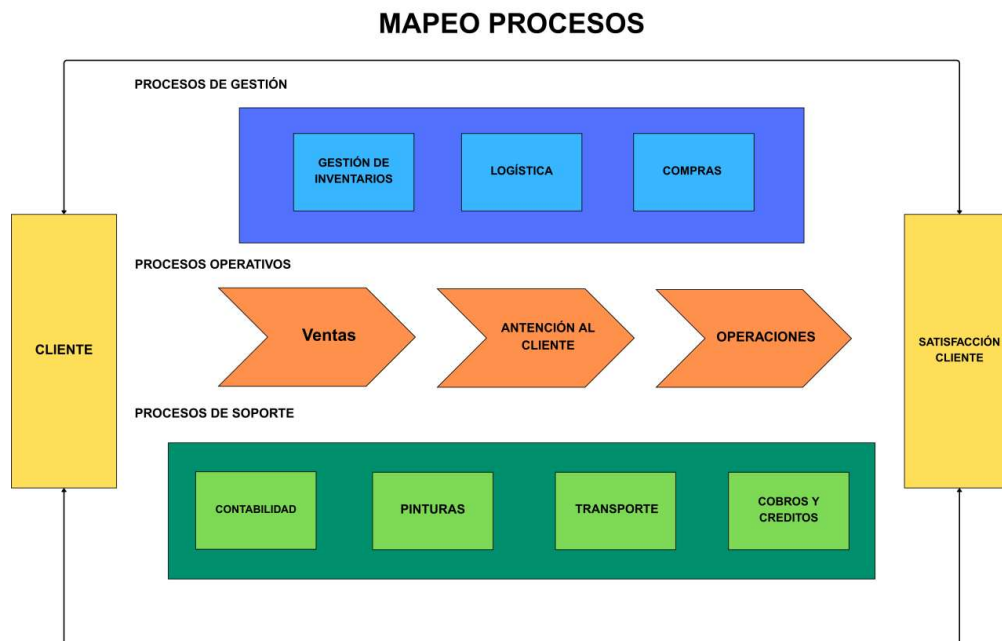 MAPEO PROCESOS
PROCESOS DE GESTIÓN
GESTIÓN DE
INVENTARIOS
LOGÍSTICA
COMPRAS
PROCESOS OPERATIVOS
CLIENTE
Ventas
ANTENCIÓN AL
CLIENTE
OPERACIONES
SATISFACCIÓN
CLIENTE
PROCESOS DE SOPORTE
CONTABILIDAD
PINTURAS
TRANSPORTE
COBROS Y
CREDITOS